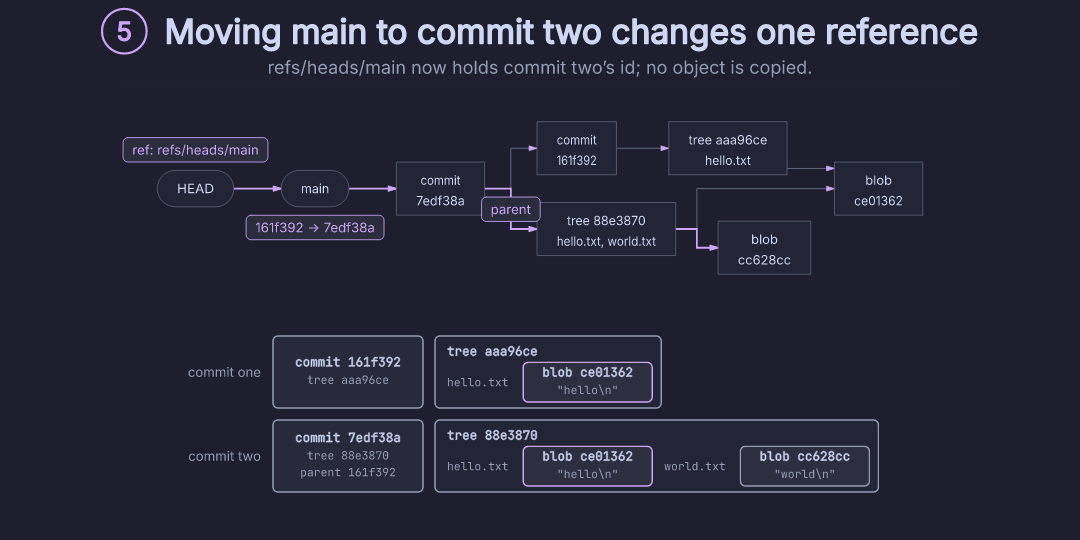 5 Moving main to commit two changes one reference
refs/heads/main now holds commit two’s id; no object is copied.
ref: refs/heads/main
HEAD
main
161f392 → 7edf38a
commit
7edf38a
parent
commit
161f392
tree aaa96ce
hello.txt
tree 88e3870
hello.txt, world.txt
blob
ce01362
blob
cc628cc
commit one
commit 161f392
tree aaa96ce
tree aaa96ce
hello.txt
blob ce01362
"hello\n"
commit two
commit 7edf38a
tree 88e3870
parent 161f392
tree 88e3870
hello.txt
blob ce01362
"hello\n"
world.txt
blob cc628cc
"world\n"